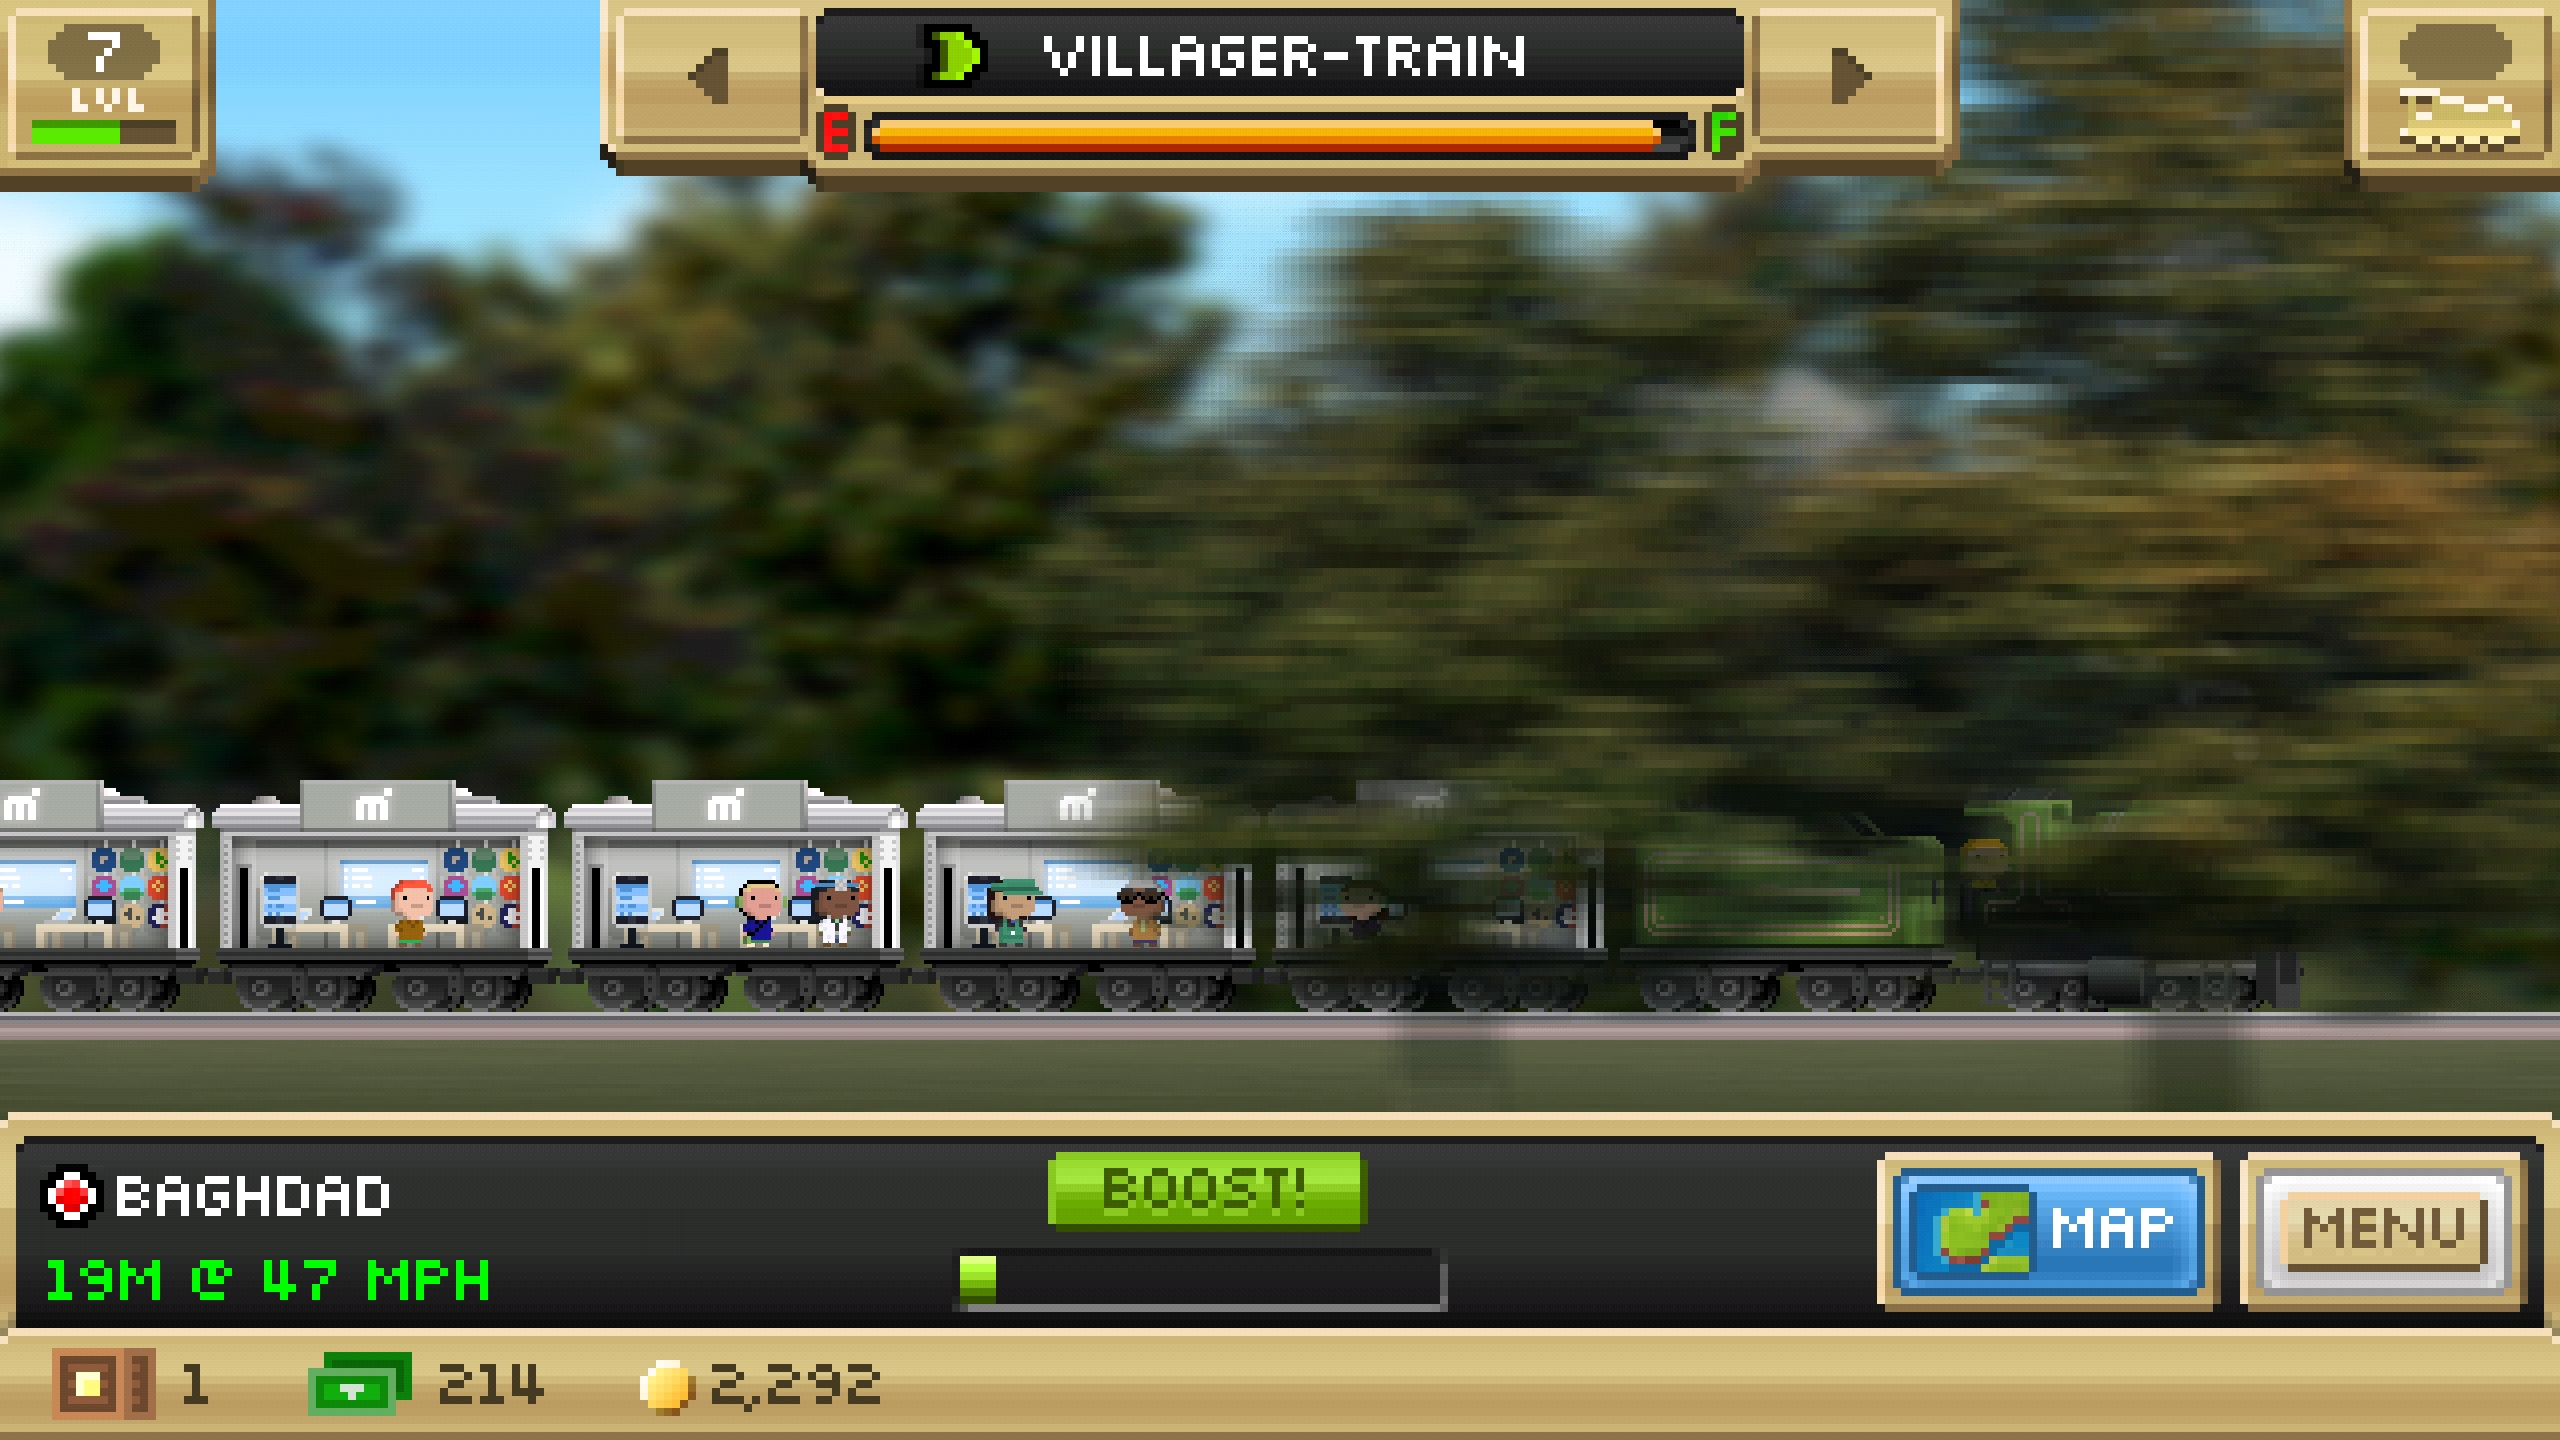 7
LVL
VILLAGER-TRAIN
E
F
m
m
m
m
m
BAGHDAD
19M @ 47 MPH
BOOST!
MAP
MENU
1
214
2,292